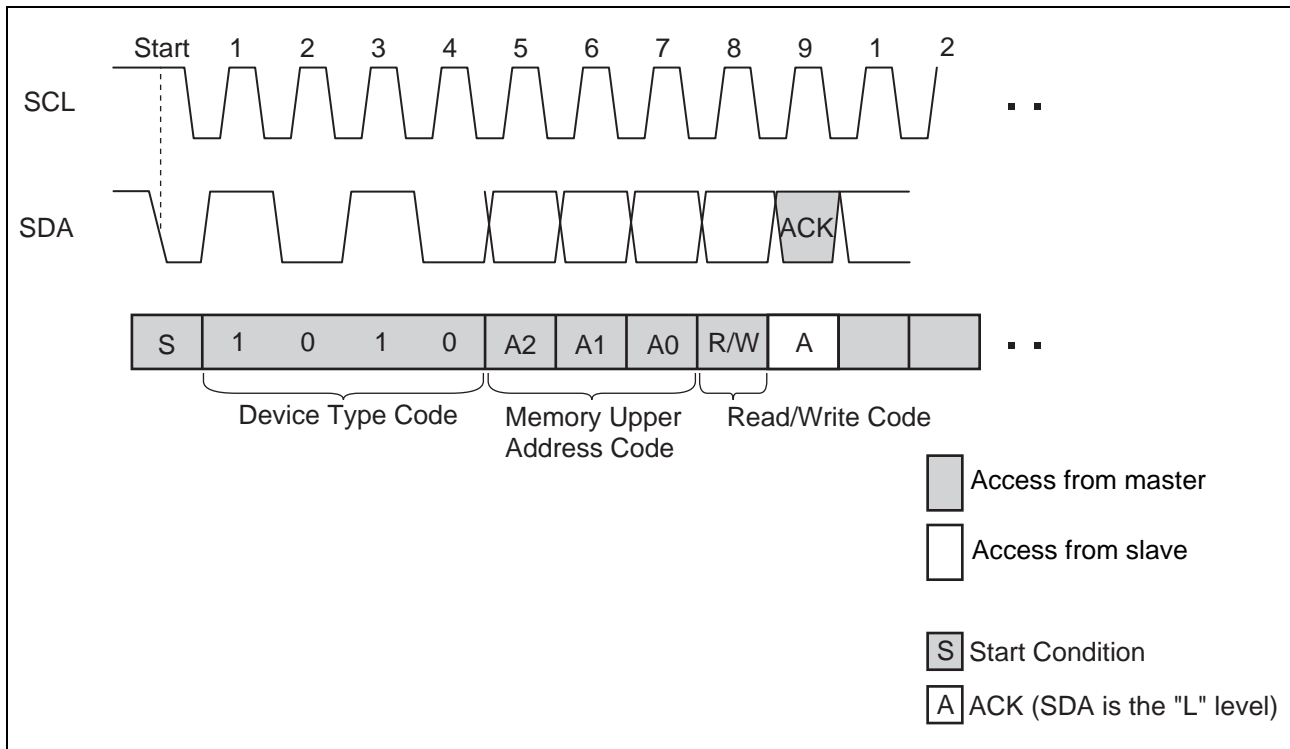 Start 1 2 3 4 5 6 7 8 9 1 2
SCL
SDA
ACK
S 1 0 1 0 A2 A1 A0 R/W A
Device Type Code
Memory Upper
Address Code
Read/Write Code
Access from master
Access from slave
S Start Condition
A ACK (SDA is the "L" level)